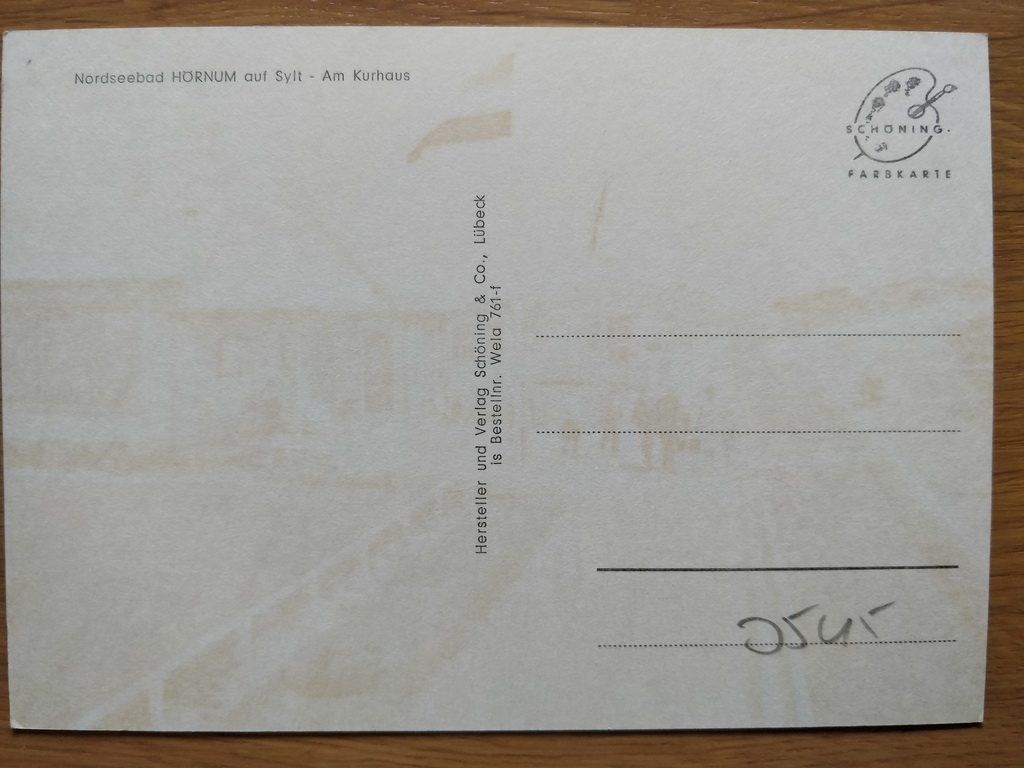 Nordseebad HÖRNUM auf Sylt - Am Kurhaus
SCHÖNING.
FARBKARTE
Hersteller und Verlag Schöning & Co., Lübeck
is Bestellnr. Wela 761-f